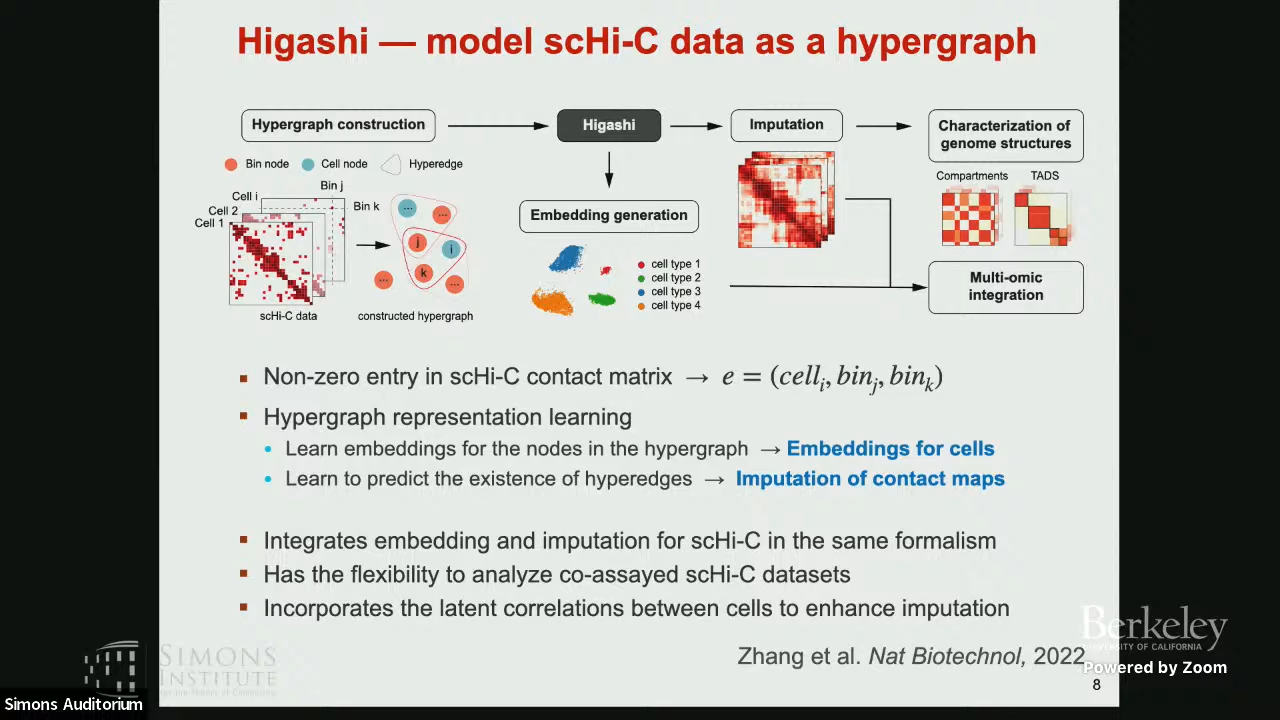 Higashi — model scHi-C data as a hypergraph
Hypergraph construction
Higashi
Imputation
Characterization of
genome structures
Bin node
Cell node
Hyperedge
Compartments
TADS
Bin j
Cell i
Bin k
Cell 2
Cell 1
...
...
j
i
k
...
...
scHi-C data
constructed hypergraph
Embedding generation
cell type 1
cell type 2
cell type 3
cell type 4
Multi-omic
integration
Non-zero entry in scHi-C contact matrix → e = (cell_i, bin_j, bin_k)
Hypergraph representation learning
Learn embeddings for the nodes in the hypergraph → Embeddings for cells
Learn to predict the existence of hyperedges → Imputation of contact maps
Integrates embedding and imputation for scHi-C in the same formalism
Has the flexibility to analyze co-assayed scHi-C datasets
Incorporates the latent correlations between cells to enhance imputation
Zhang et al. Nat Biotechnol, 2022
8
SIMONS
INSTITUTE
for the Theory of Computing
Berkeley
UNIVERSITY OF CALIFORNIA
Powered by Zoom
Simons Auditorium